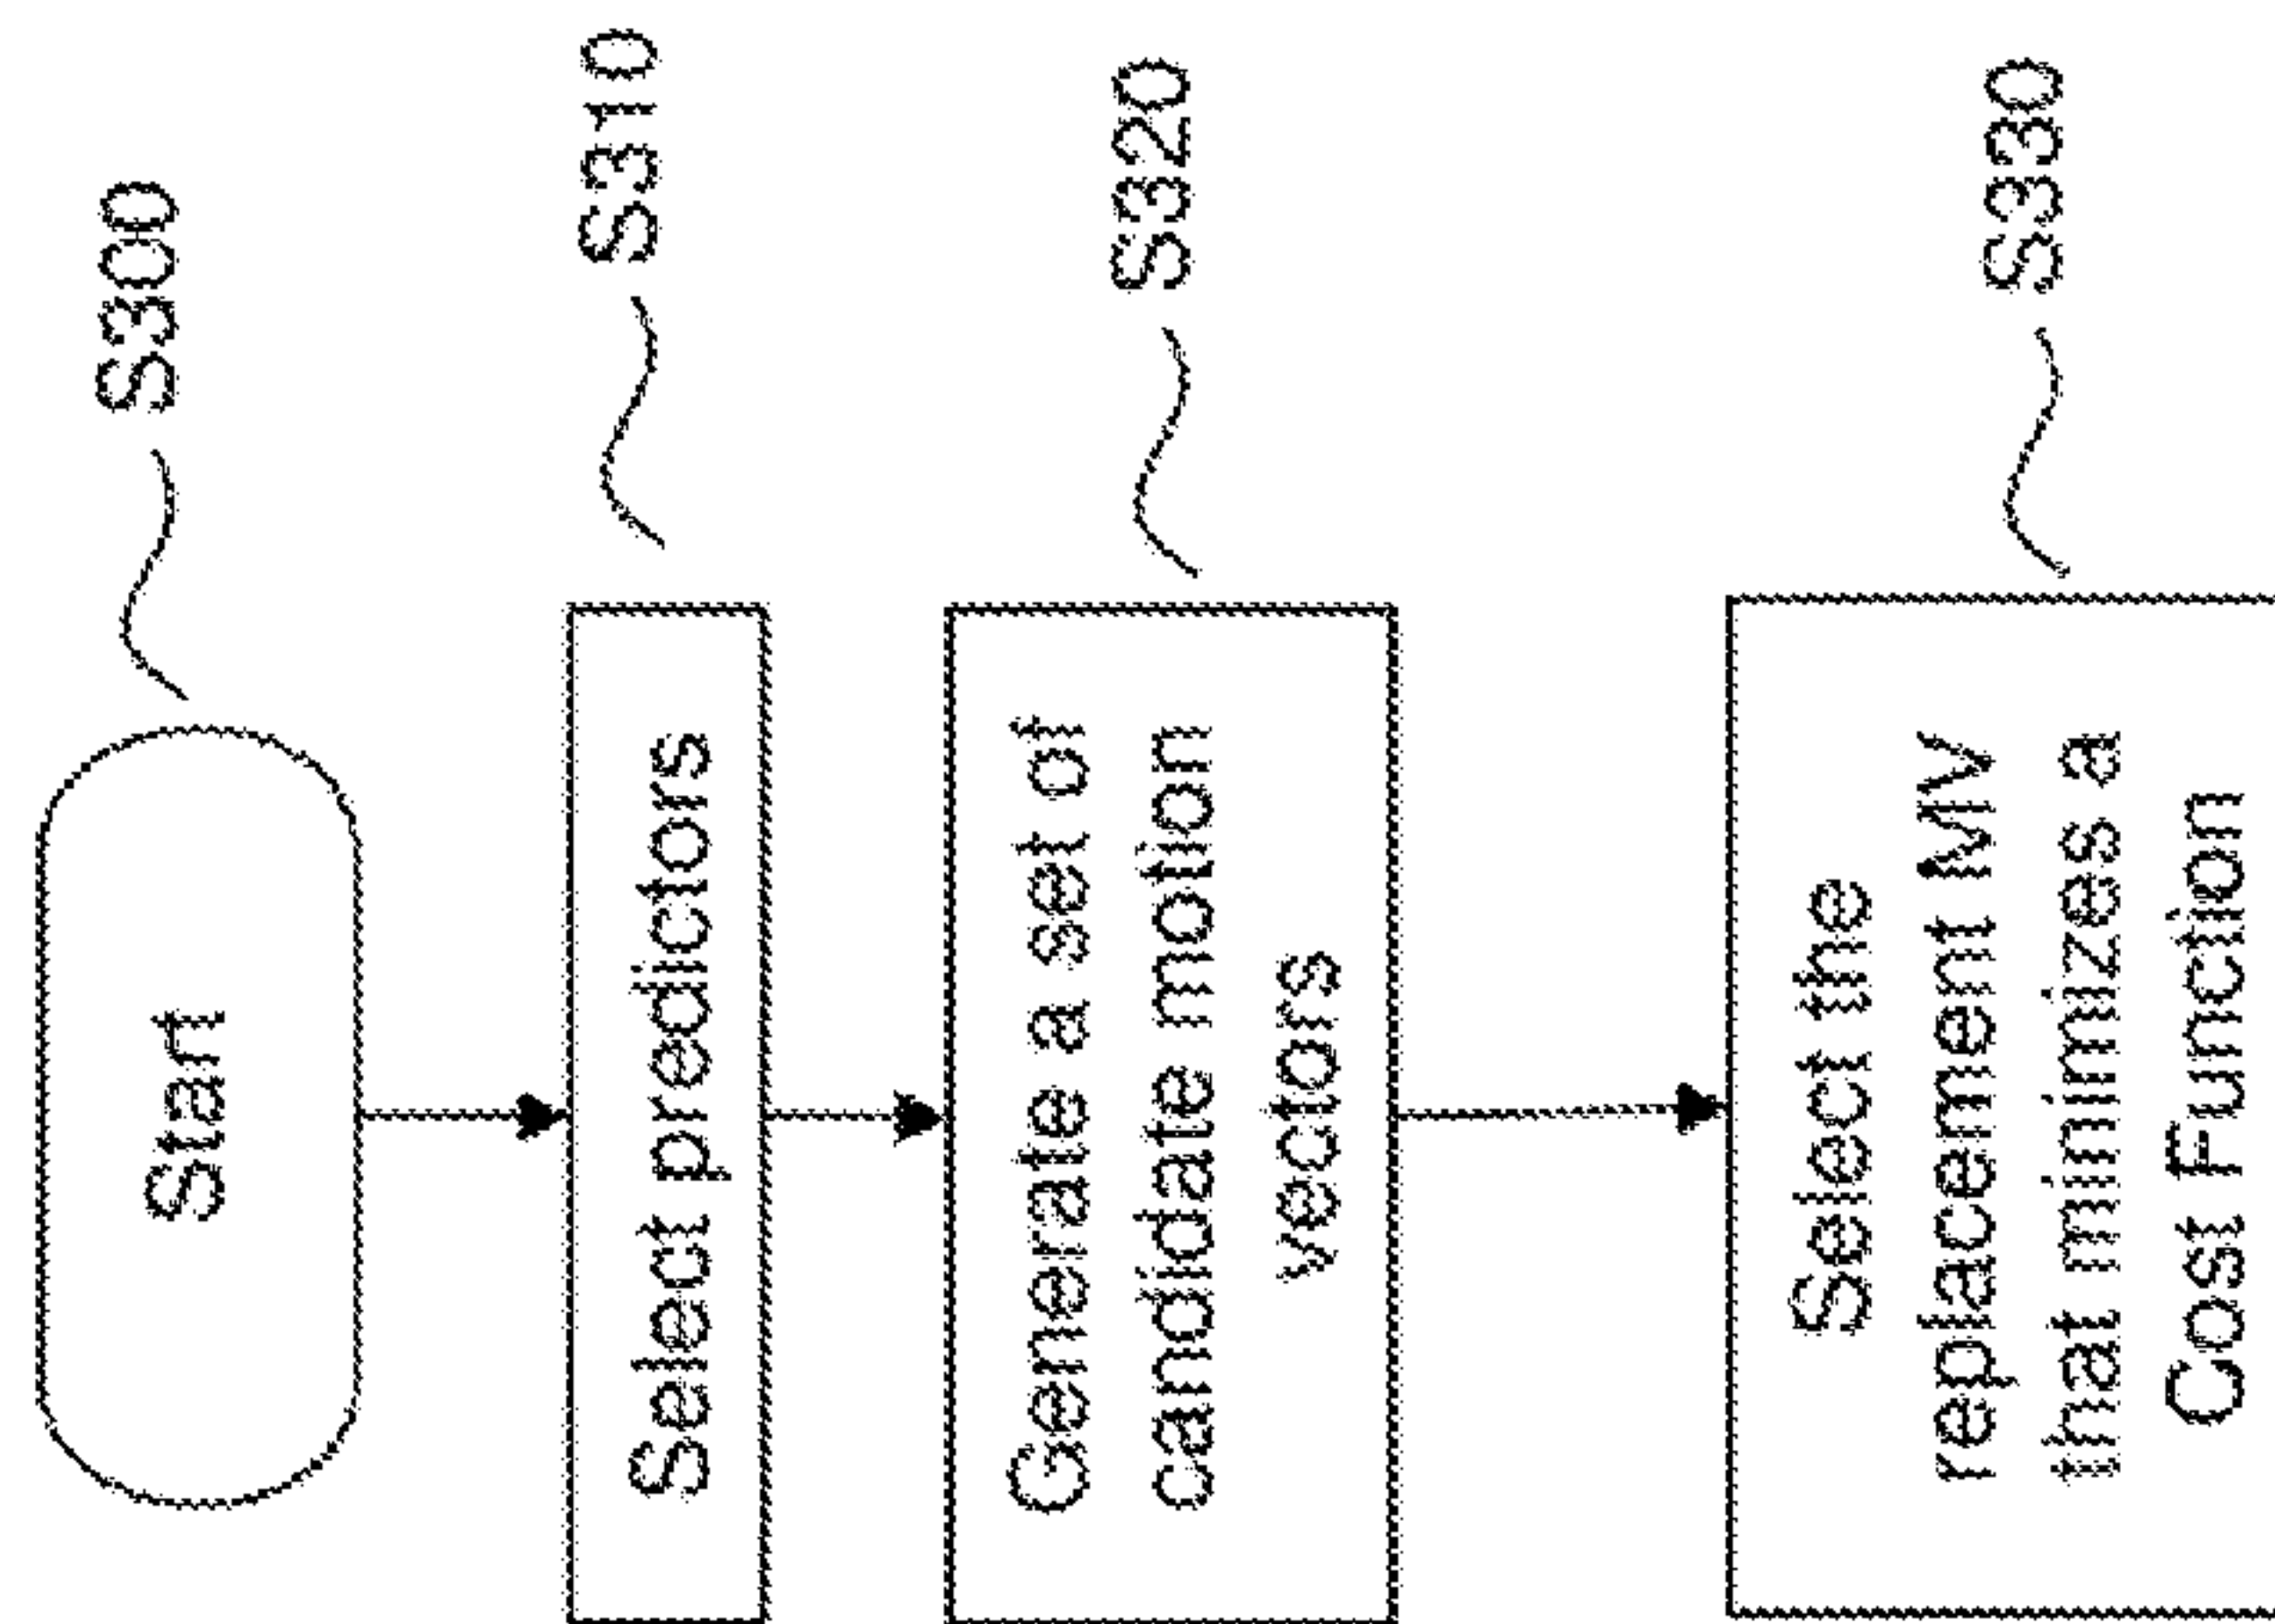 Start
S300
Select predictors
S310
Generate a set of
candidate motion
vectors
S320
Select the
replacement MV
that minimizes a
Cost Function
S330